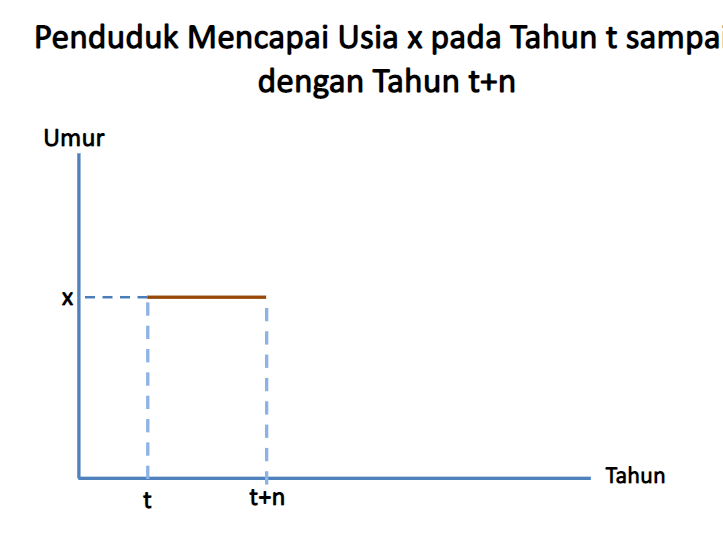 Penduduk Mencapai Usia x pada Tahun t sampai
dengan Tahun t+n
Umur
x
Tahun
t
t+n